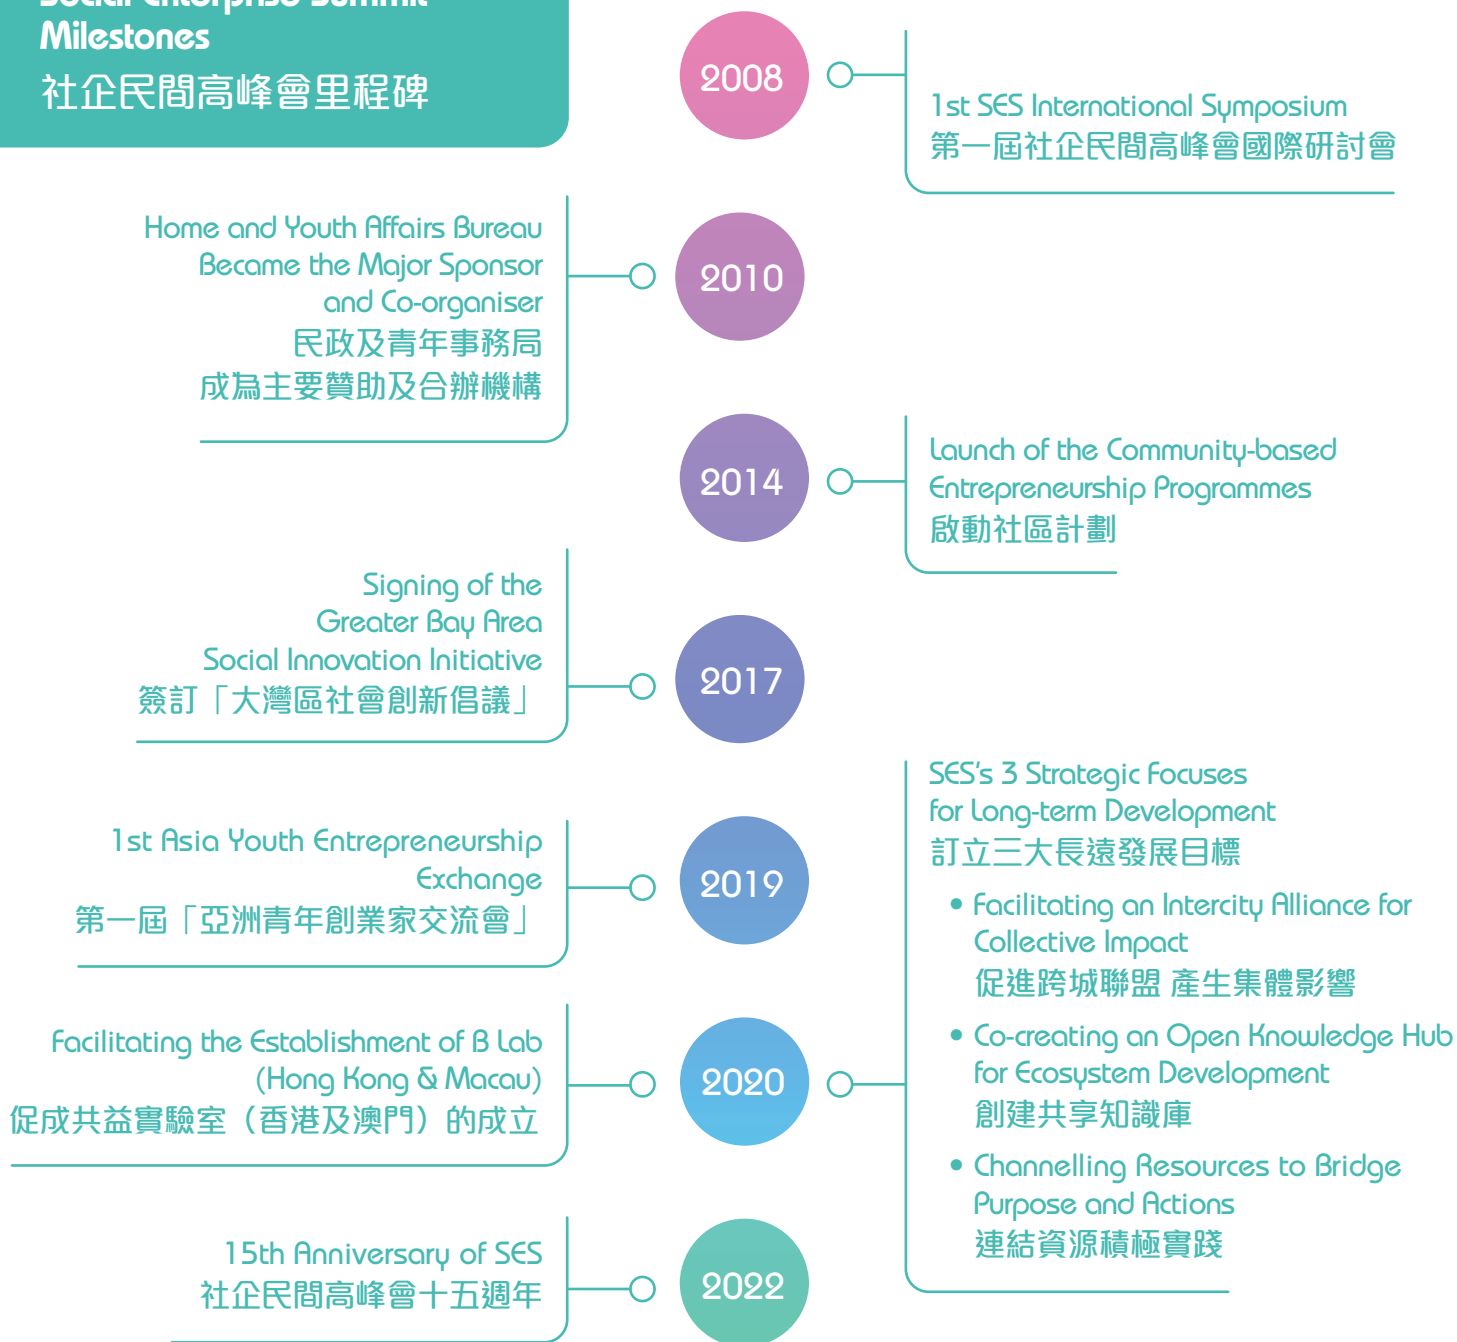 Social Enterprise Summit
Milestones
社企民間高峰會里程碑
2008
1st SES International Symposium
第一屆社企民間高峰會國際研討會
Home and Youth Affairs Bureau
Became the Major Sponsor
and Co-organiser
民政及青年事務局
成為主要贊助及合辦機構
2010
2014
Launch of the Community-based
Entrepreneurship Programmes
啟動社區計劃
Signing of the
Greater Bay Area
Social Innovation Initiative
簽訂「大灣區社會創新倡議」
2017
1st Asia Youth Entrepreneurship
Exchange
第一屆「亞洲青年創業家交流會」
2019
Facilitating the Establishment of B Lab
(Hong Kong & Macau)
促成共益實驗室（香港及澳門）的成立
2020
SES's 3 Strategic Focuses
for Long-term Development
訂立三大長遠發展目標
• Facilitating an Intercity Alliance for
Collective Impact
促進跨城聯盟 產生集體影響
• Co-creating an Open Knowledge Hub
for Ecosystem Development
創建共享知識庫
• Channelling Resources to Bridge
Purpose and Actions
連結資源積極實踐
15th Anniversary of SES
社企民間高峰會十五週年
2022